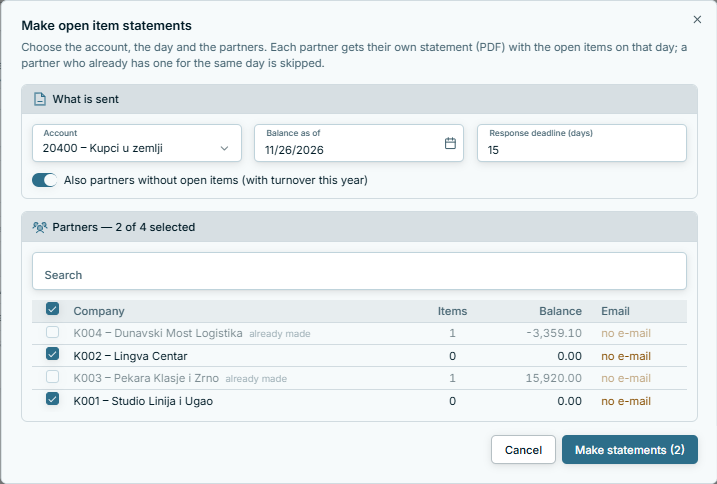 Make open item statements
Choose the account, the day and the partners. Each partner gets their own statement (PDF) with the open items on that day; a
partner who already has one for the same day is skipped.
What is sent
Account
20400 – Kupci u zemlji
Balance as of
11/26/2026
Response deadline (days)
15
Also partners without open items (with turnover this year)
Partners — 2 of 4 selected
Search
Company Items Balance Email
K004 – Dunavski Most Logistika already made 1 -3,359.10 no e-mail
K002 – Lingva Centar 0 0.00 no e-mail
K003 – Pekara Klasje i Zrno already made 1 15,920.00 no e-mail
K001 – Studio Linija i Ugao 0 0.00 no e-mail
Cancel Make statements (2)